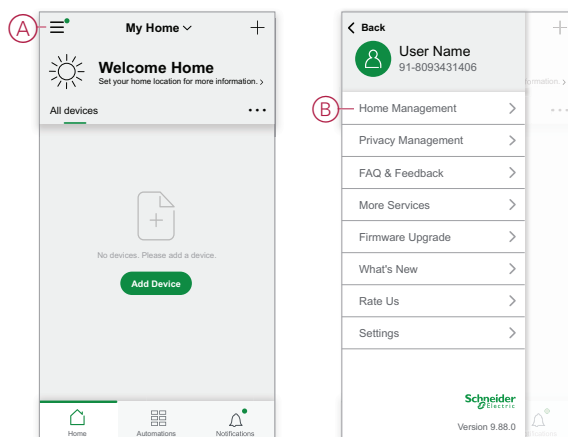 A
My Home
Welcome Home
Set your home location for more information. >
All devices
No devices. Please add a device.
Add Device
Home
Automations
Notifications
Back
User Name
91-8093431406
B
Home Management
Privacy Management
FAQ & Feedback
More Services
Firmware Upgrade
What's New
Rate Us
Settings
Schneider
Electric
Version 9.88.0